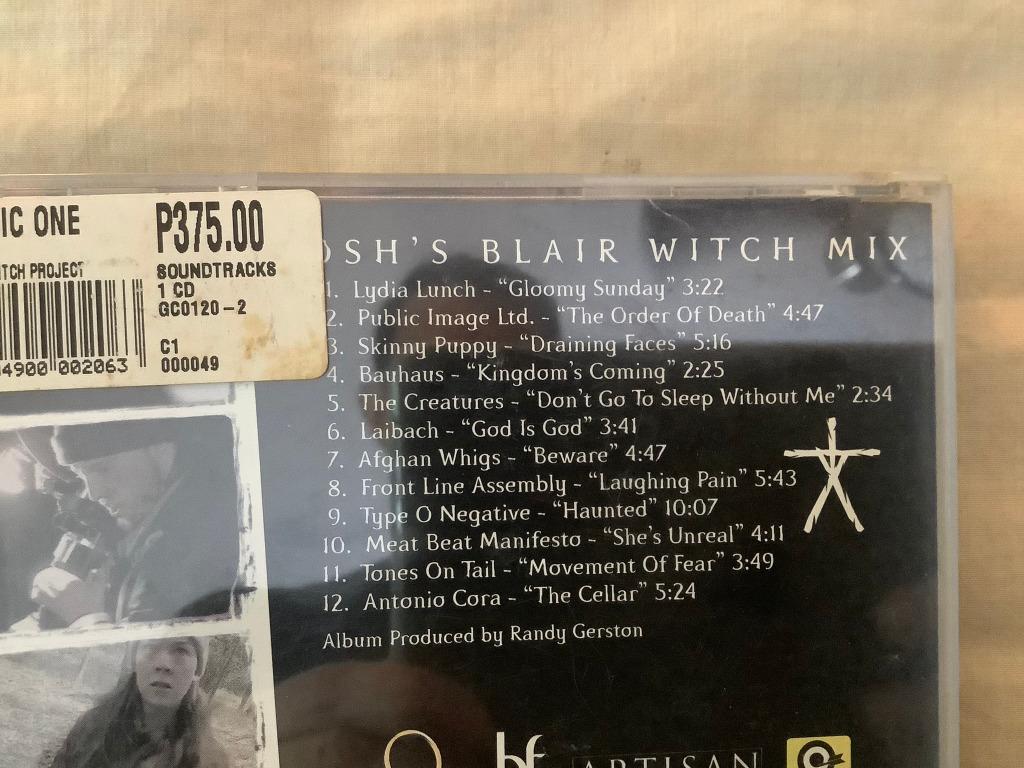 IC ONE
P375.00
ITCH PROJECT
SOUNDTRACKS
1 CD
GC0120-2
C1
000049
4900 002063
OSH'S BLAIR WITCH MIX
1. Lydia Lunch - “Gloomy Sunday” 3:22
2. Public Image Ltd. - “The Order Of Death” 4:47
3. Skinny Puppy - “Draining Faces” 5:16
4. Bauhaus - “Kingdom's Coming” 2:25
5. The Creatures - “Don't Go To Sleep Without Me” 2:34
6. Laibach - “God Is God” 3:41
7. Afghan Whigs - “Beware” 4:47
8. Front Line Assembly - “Laughing Pain” 5:43
9. Type O Negative - “Haunted” 10:07
10. Meat Beat Manifesto - “She's Unreal” 4:11
11. Tones On Tail - “Movement Of Fear” 3:49
12. Antonio Cora - “The Cellar” 5:24
Album Produced by Randy Gerston
bf
ARTISAN